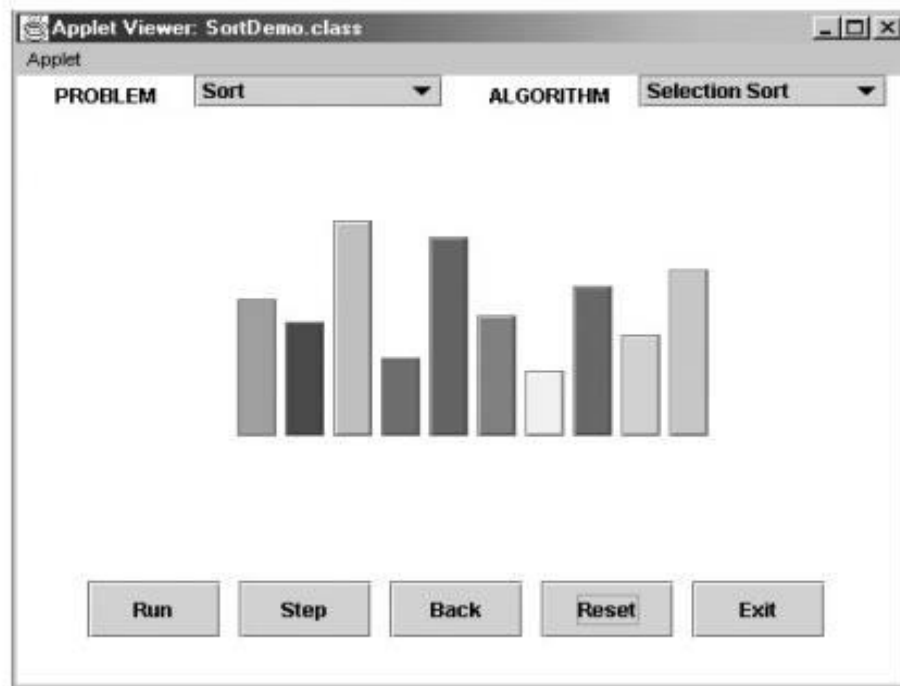 Applet Viewer: SortDemo.class
Applet
PROBLEM Sort ALGORITHM Selection Sort
Run Step Back Reset Exit